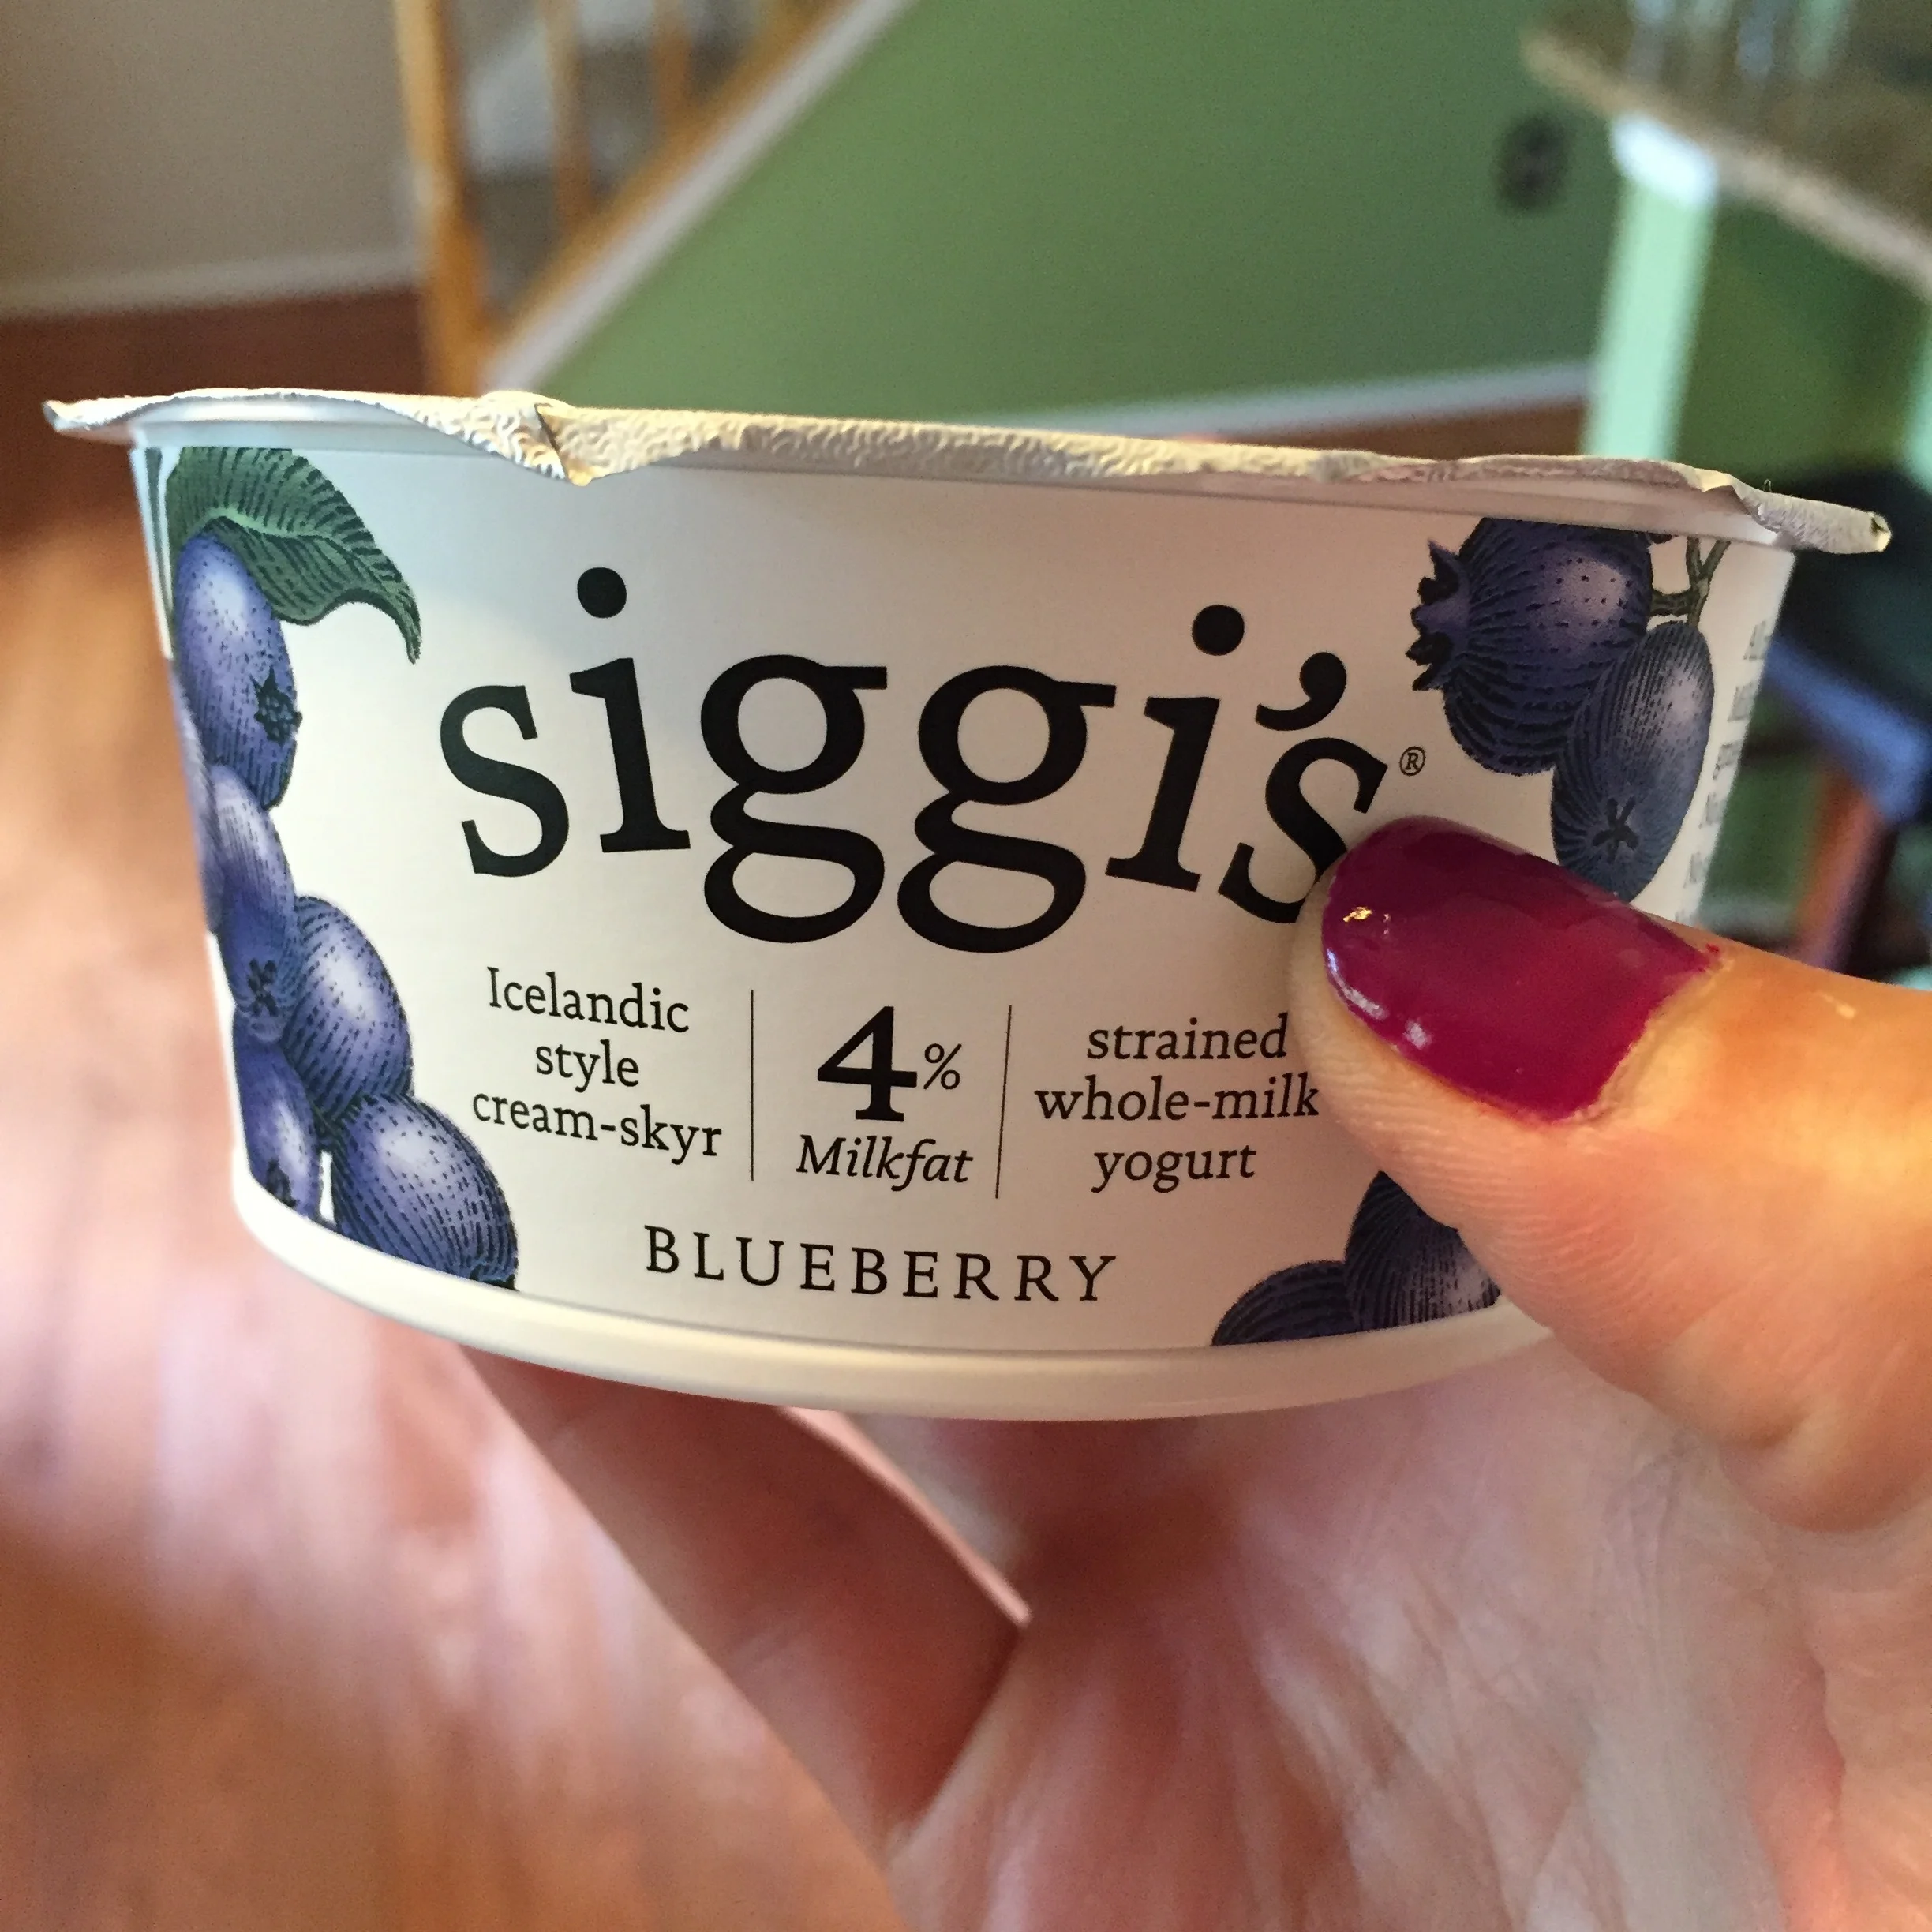 siggi's®
Icelandic
style
cream-skyr
4%
Milkfat
strained
whole-milk
yogurt
BLUEBERRY